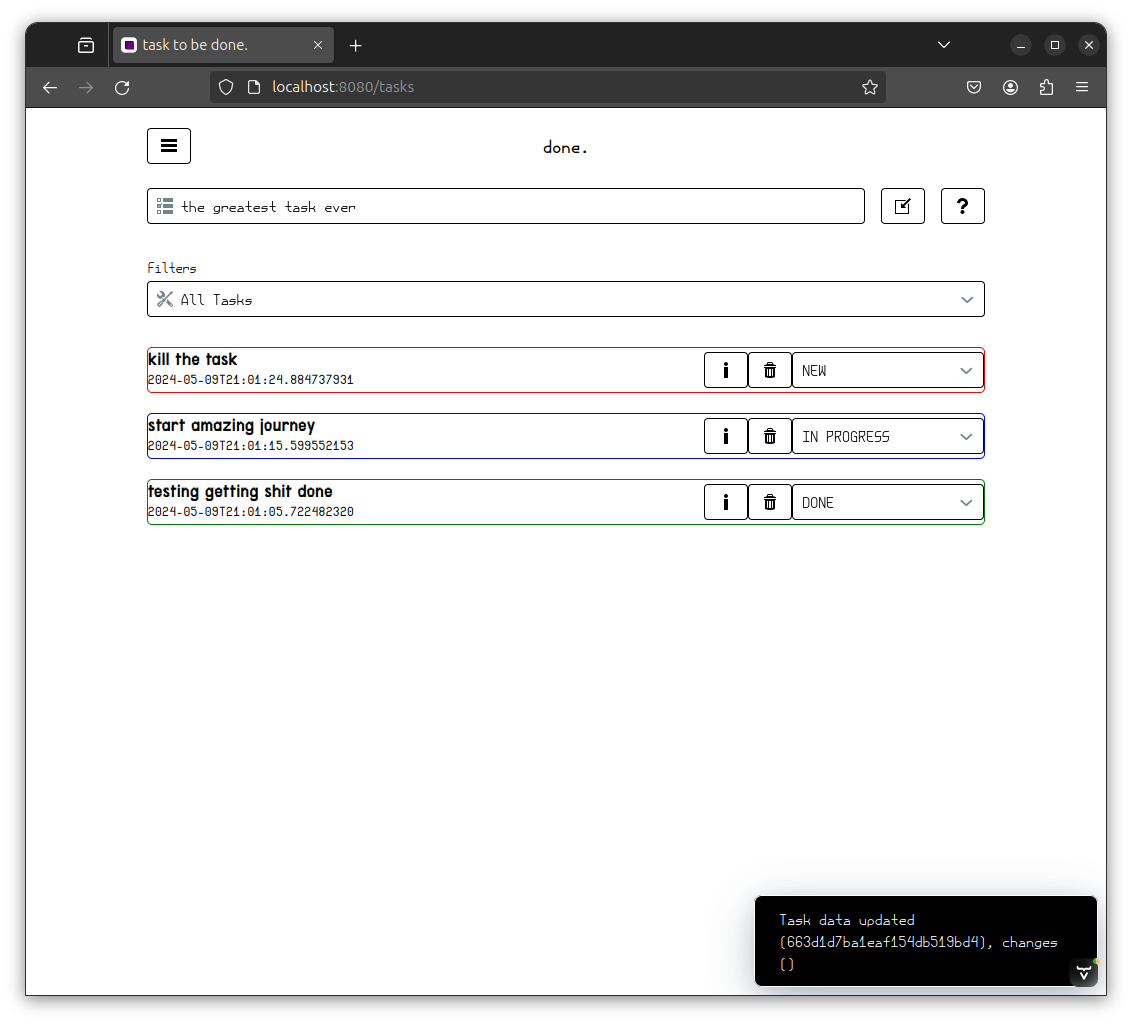 task to be done.
localhost:8080/tasks
done.
the greatest task ever
?
Filters
All Tasks
kill the task
2024-05-09T21:01:24.884737931
i
NEW
start amazing journey
2024-05-09T21:01:15.599552153
i
IN PROGRESS
testing getting shit done
2024-05-09T21:01:05.722482320
i
DONE
Task data updated
(663d1d7ba1eaf154db519bd4), changes
()